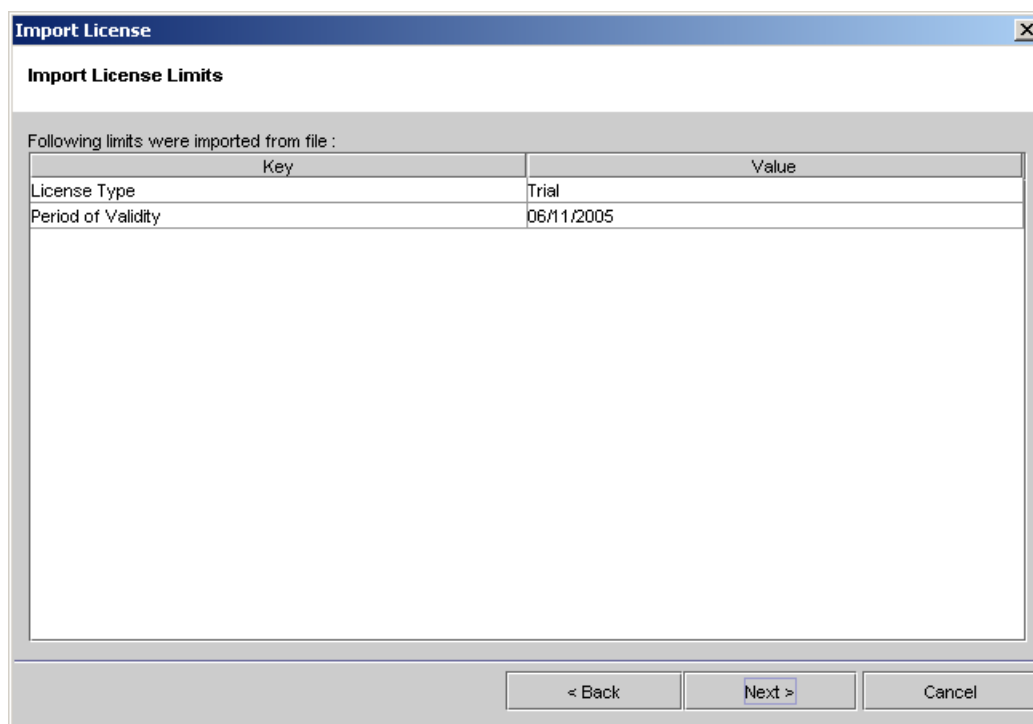 Import License
Import License Limits
Following limits were imported from file :
Key Value
License Type Trial
Period of Validity 06/11/2005
< Back Next > Cancel